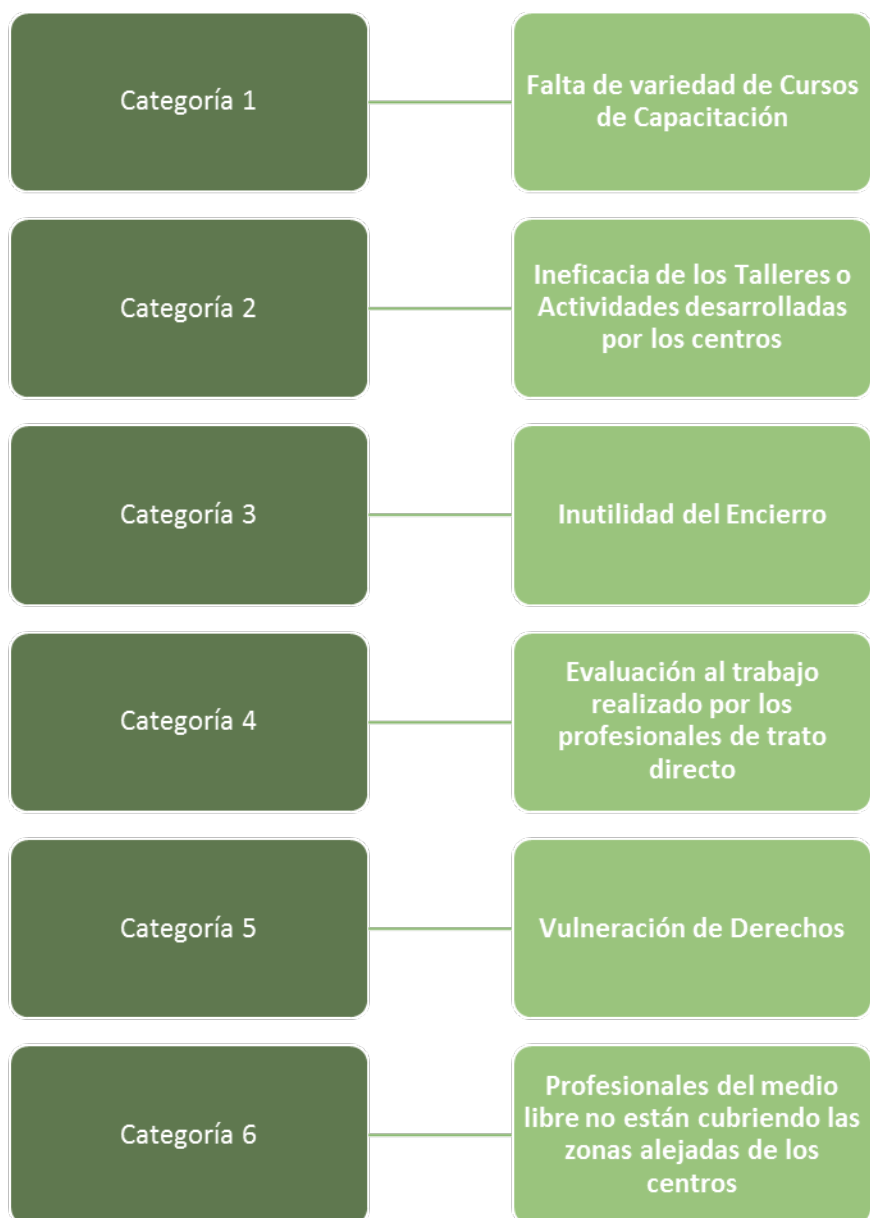 Categoría 1
Falta de variedad de Cursos
de Capacitación
Categoría 2
Ineficacia de los Talleres o
Actividades desarrolladas
por los centros
Categoría 3
Inutilidad del Encierro
Categoría 4
Evaluación al trabajo
realizado por los
profesionales de trato
directo
Categoría 5
Vulneración de Derechos
Categoría 6
Profesionales del medio
libre no están cubriendo las
zonas alejadas de los
centros